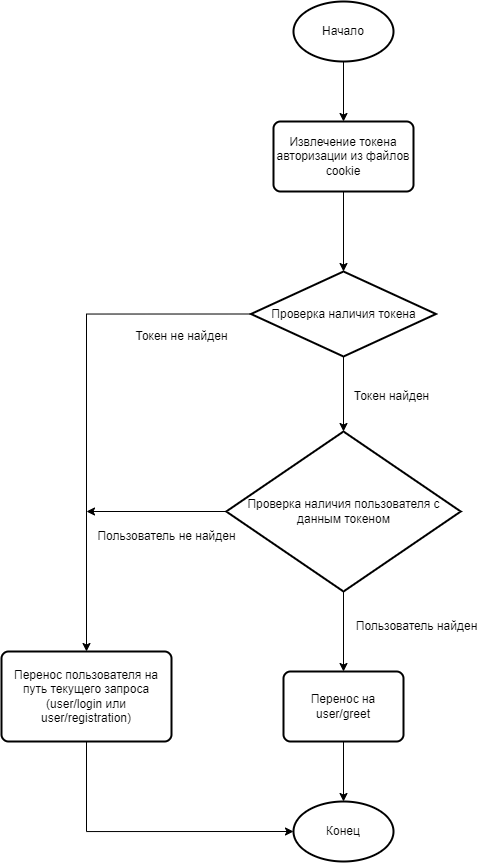 Начало
Извлечение токена
авторизации из файлов
cookie
Проверка наличия токена
Токен не найден
Токен найден
Проверка наличия пользователя с
данным токеном
Пользователь не найден
Пользователь найден
Перенос пользователя на
путь текущего запроса
(user/login или
user/registration)
Перенос на
user/greet
Конец